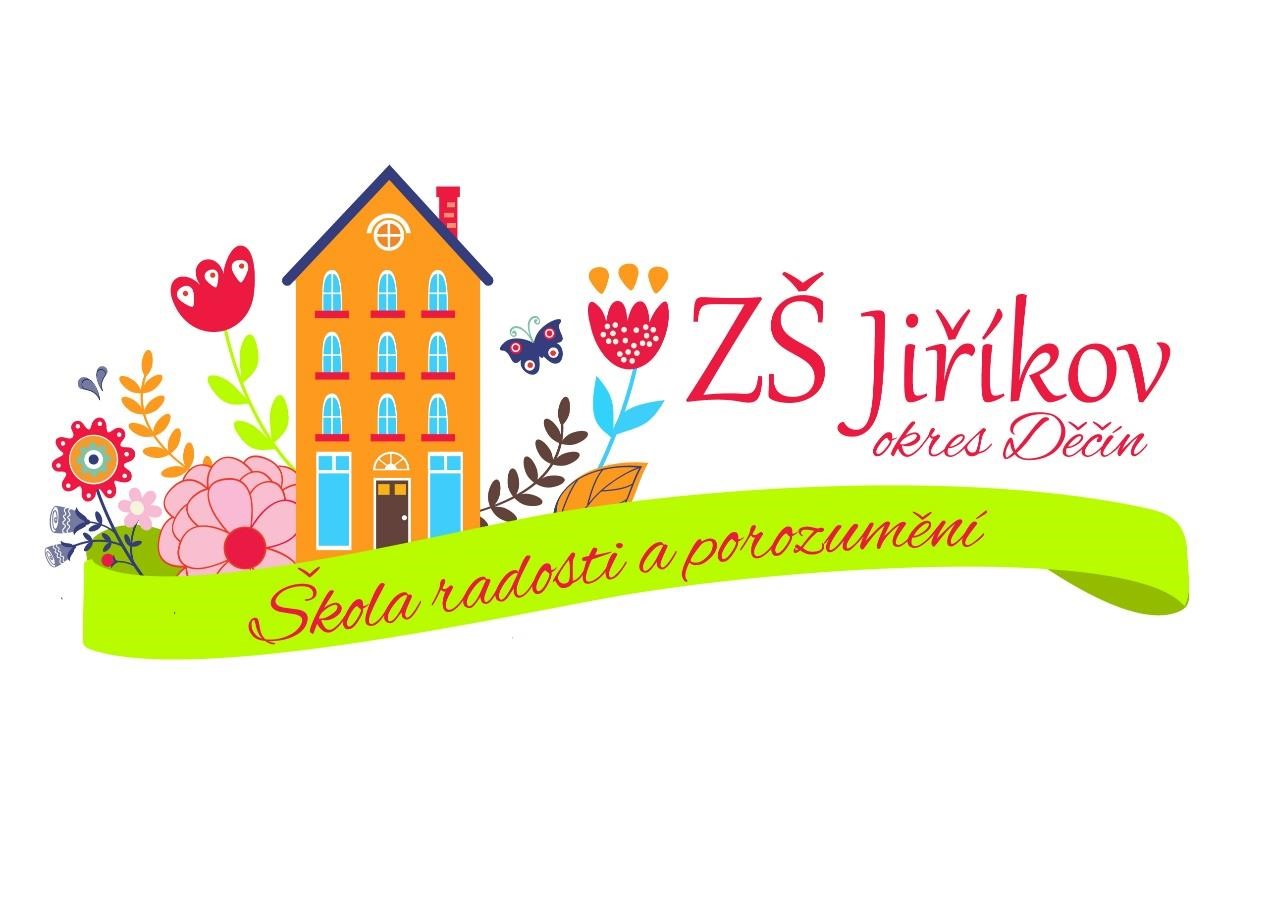 ZŠ Jiříkov
okres Děčín
Škola radosti a porozumění